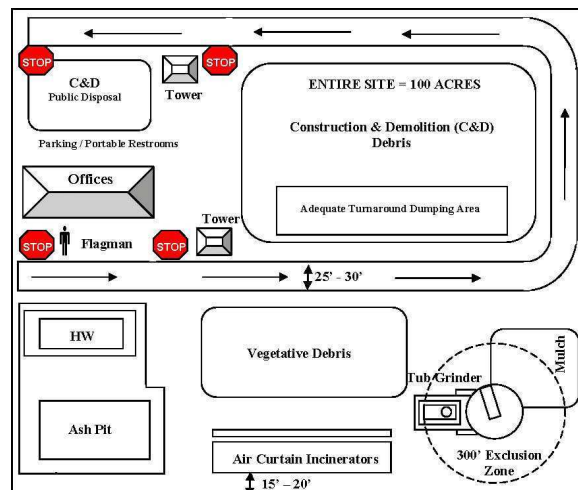 STOP
STOP
C&D
Public Disposal
Tower
ENTIRE SITE = 100 ACRES
Construction & Demolition (C&D)
Debris
Parking / Portable Restrooms
Offices
Adequate Turnaround Dumping Area
Tower
STOP
Flagman
STOP
25' - 30'
HW
Vegetative Debris
Mulch
Tub Grinder
Ash Pit
300' Exclusion
Zone
Air Curtain Incinerators
15' – 20'